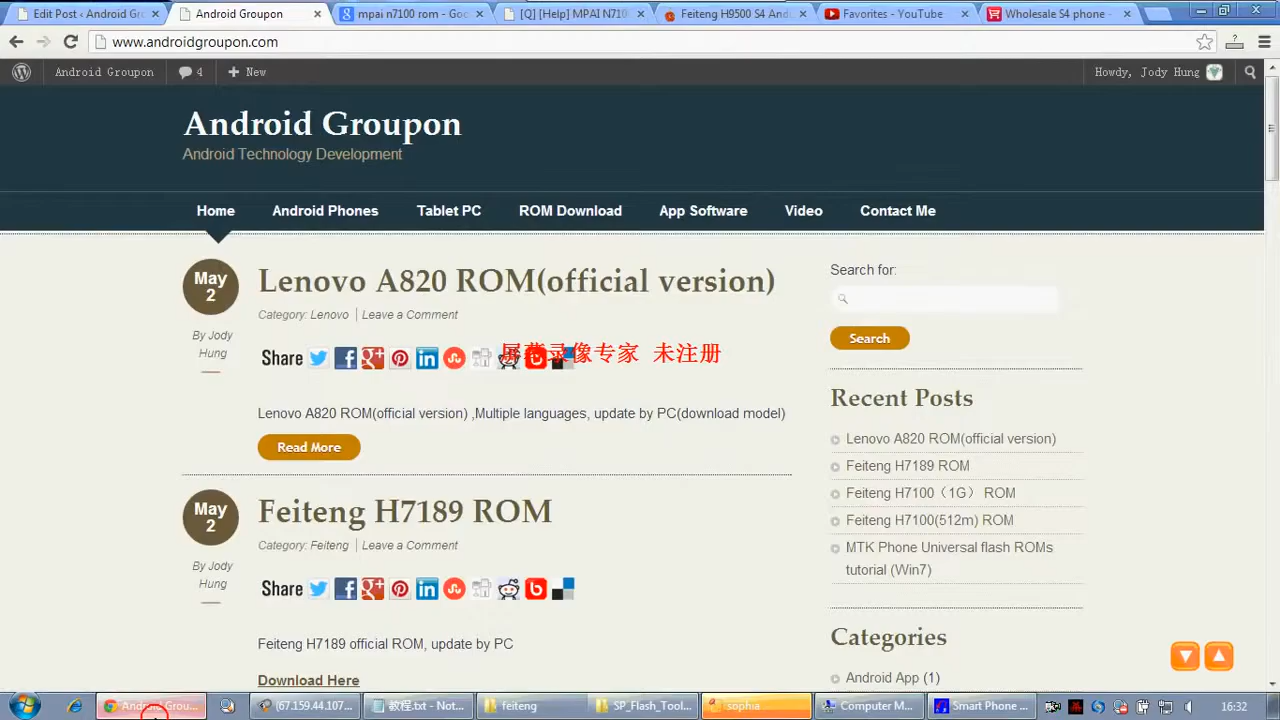 Edit Post ‹ Android Gr
Android Groupon
mpai n7100 rom - Goo
[Q] [Help] MPAI N710
Feiteng H9500 S4 And
Favorites - YouTube
Wholesale S4 phone -
www.androidgroupon.com
Android Groupon
4
New
Howdy, Jody Hung
Android Groupon
Android Technology Development
Home
Android Phones
Tablet PC
ROM Download
App Software
Video
Contact Me
May
2
Lenovo A820 ROM(official version)
Category: Lenovo
Leave a Comment
By Jody
Hung
Share
屏幕录像专家 未注册
Lenovo A820 ROM(official version) ,Multiple languages, update by PC(download model)
Read More
May
2
Feiteng H7189 ROM
Category: Feiteng
Leave a Comment
By Jody
Hung
Share
Feiteng H7189 official ROM, update by PC
Download Here
Search for:
Search
Recent Posts
Lenovo A820 ROM(official version)
Feiteng H7189 ROM
Feiteng H7100（1G） ROM
Feiteng H7100(512m) ROM
MTK Phone Universal flash ROMs
tutorial (Win7)
Categories
Android App (1)
Android Grou...
(67.159.44.107...
教程.txt - Not...
feiteng
SP_Flash_Tool...
sophia
Computer M...
Smart Phone ...
16:32